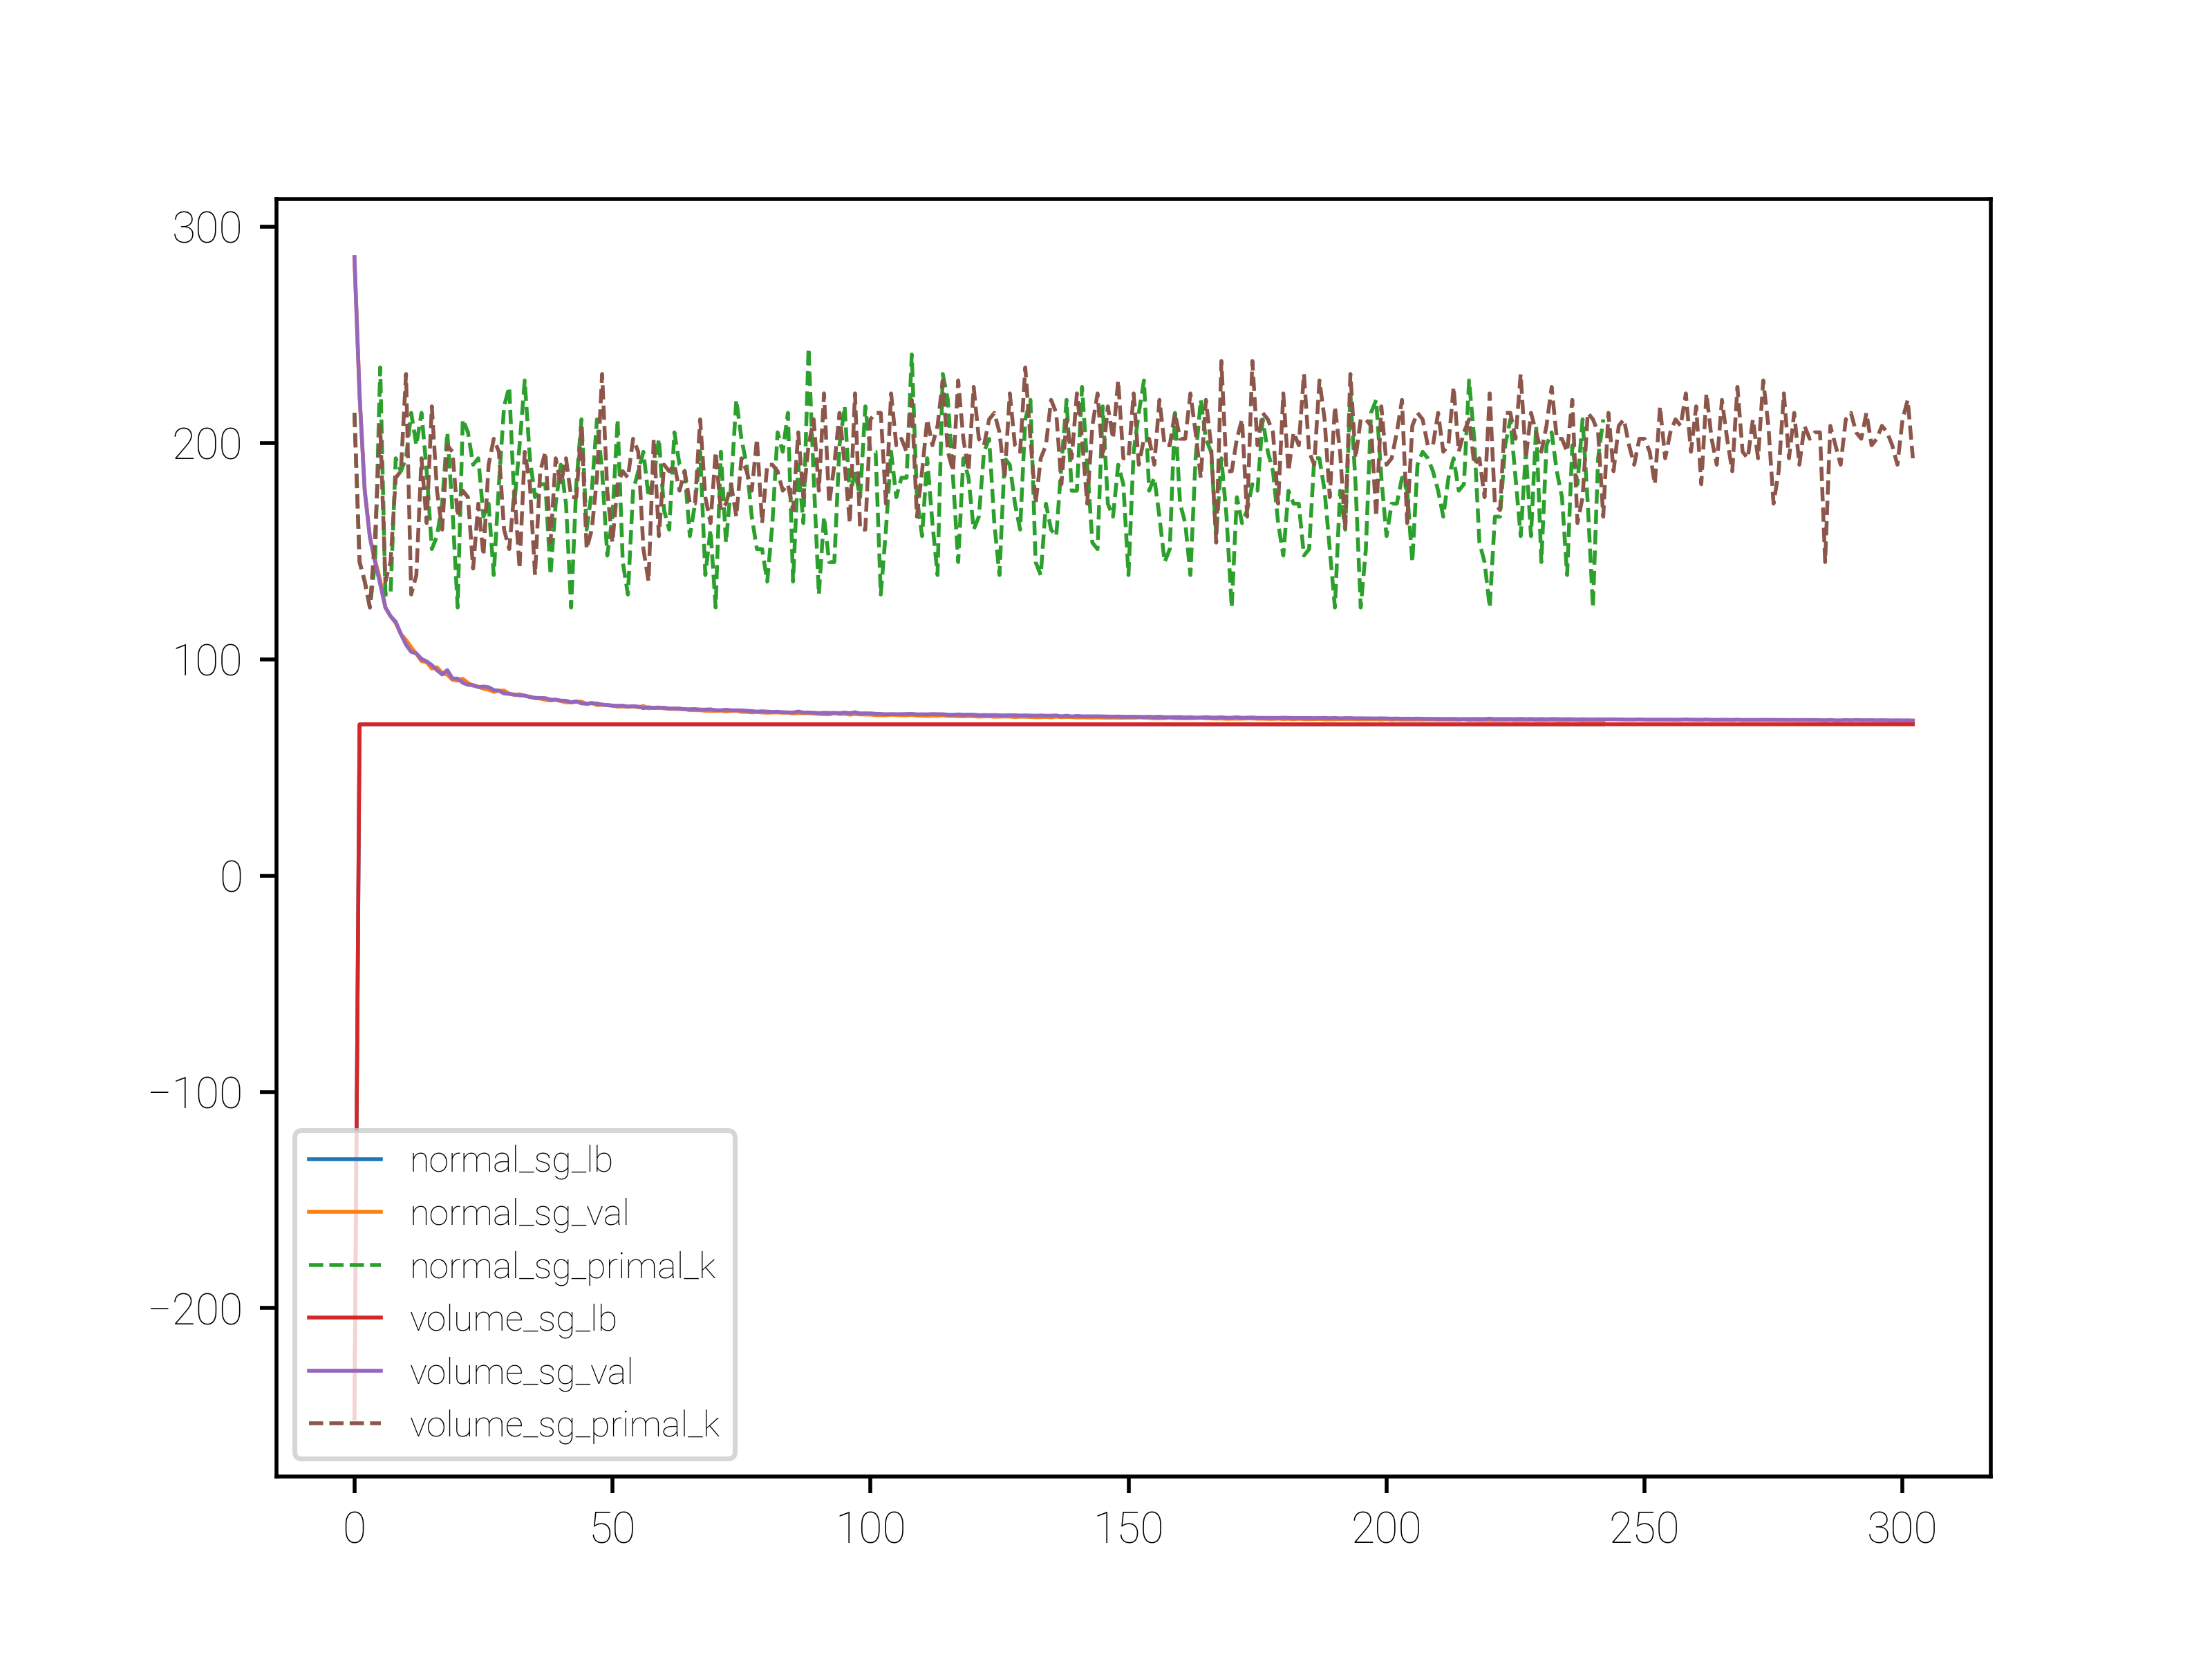 300
200
100
0
−100
−200
normal_sg_lb
normal_sg_val
normal_sg_primal_k
volume_sg_lb
volume_sg_val
volume_sg_primal_k
0 50 100 150 200 250 300